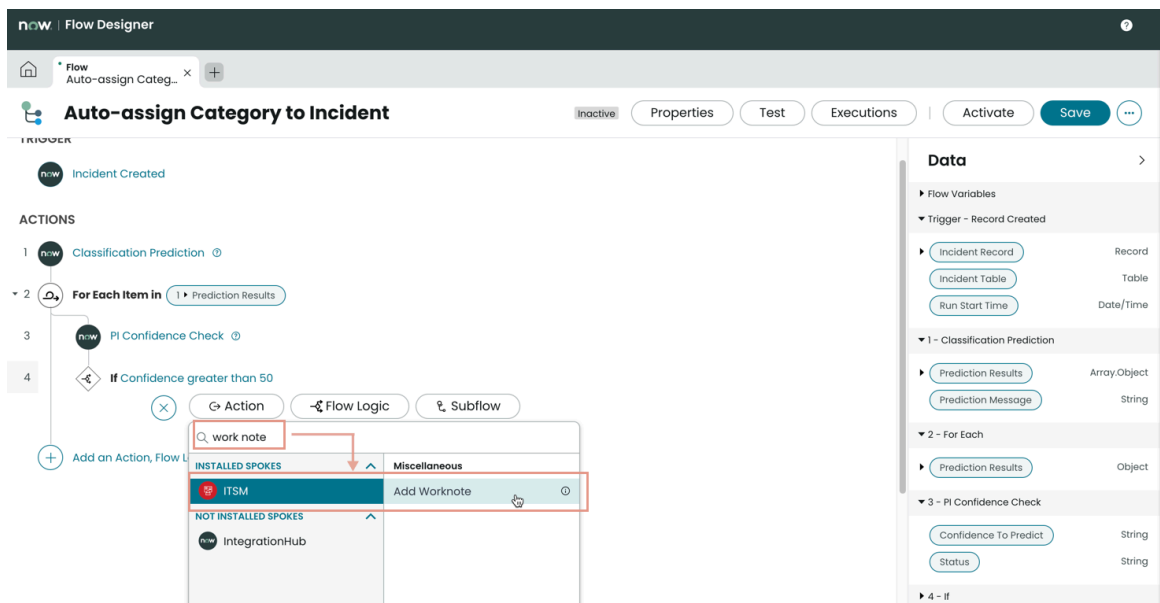 now. | Flow Designer
Flow
Auto-assign Categ...
Auto-assign Category to Incident
Inactive
Properties
Test
Executions
Activate
Save
TRIGGER
now
Incident Created
ACTIONS
1 now Classification Prediction
2 For Each Item in 1 ▸ Prediction Results
3 now PI Confidence Check
4 If Confidence greater than 50
Action
Flow Logic
Subflow
work note
Add an Action, Flow L
INSTALLED SPOKES
ITSM
NOT INSTALLED SPOKES
now IntegrationHub
Miscellaneous
Add Worknote
Data
Flow Variables
Trigger - Record Created
Incident Record Record
Incident Table Table
Run Start Time Date/Time
1 - Classification Prediction
Prediction Results Array.Object
Prediction Message String
2 - For Each
Prediction Results Object
3 - PI Confidence Check
Confidence To Predict String
Status String
4 - If